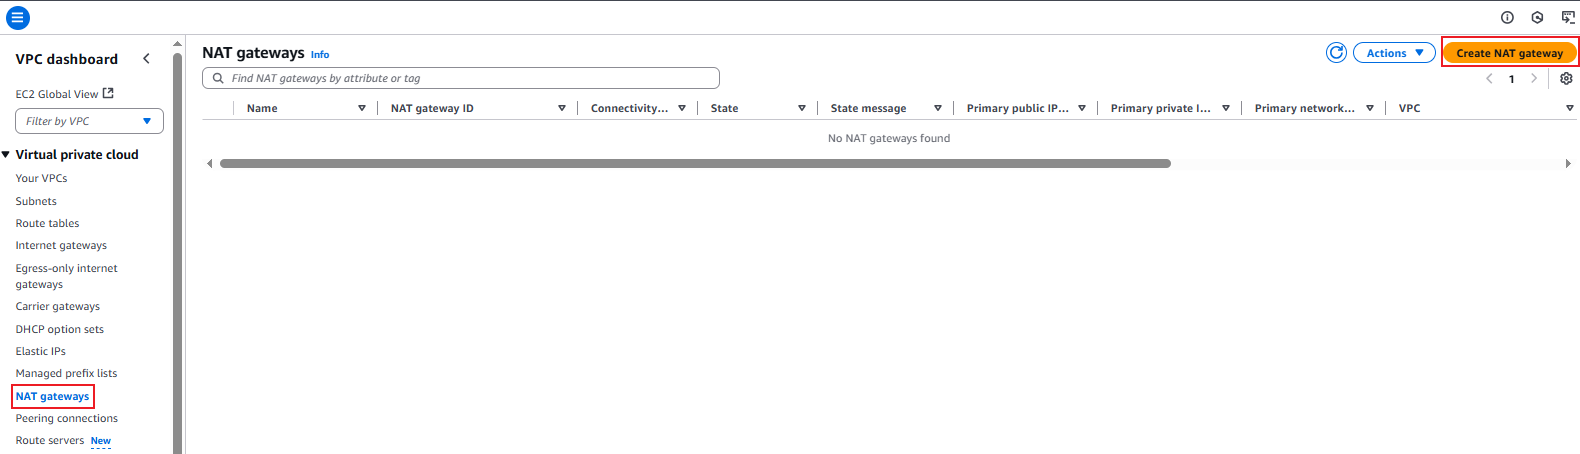 VPC dashboard
EC2 Global View
Filter by VPC
Virtual private cloud
Your VPCs
Subnets
Route tables
Internet gateways
Egress-only internet
gateways
Carrier gateways
DHCP option sets
Elastic IPs
Managed prefix lists
NAT gateways
Peering connections
Route servers New
NAT gateways Info
Actions
Create NAT gateway
Find NAT gateways by attribute or tag
1
Name NAT gateway ID Connectivity... State State message Primary public IP... Primary private I... Primary network... VPC
No NAT gateways found